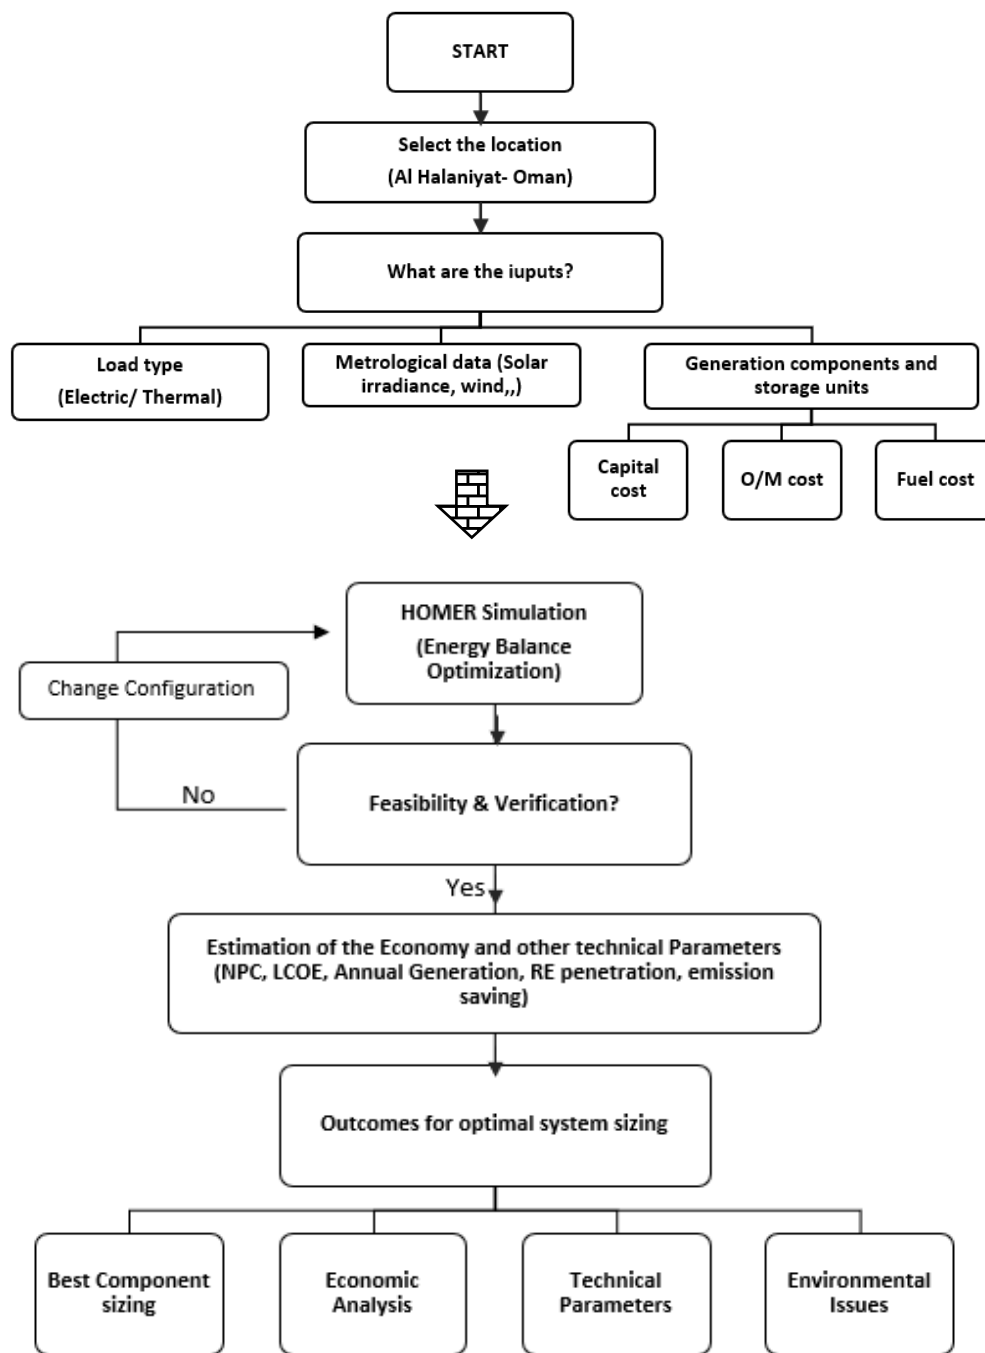 START
Select the location
(Al Halaniyat- Oman)
What are the iuputs?
Load type
(Electric/ Thermal)
Metrological data (Solar
irradiance, wind,,)
Generation components and
storage units
Capital
cost
O/M cost
Fuel cost
HOMER Simulation
(Energy Balance
Optimization)
Change Configuration
No
Feasibility & Verification?
Yes
Estimation of the Economy and other technical Parameters
(NPC, LCOE, Annual Generation, RE penetration, emission
saving)
Outcomes for optimal system sizing
Best Component
sizing
Economic
Analysis
Technical
Parameters
Environmental
Issues